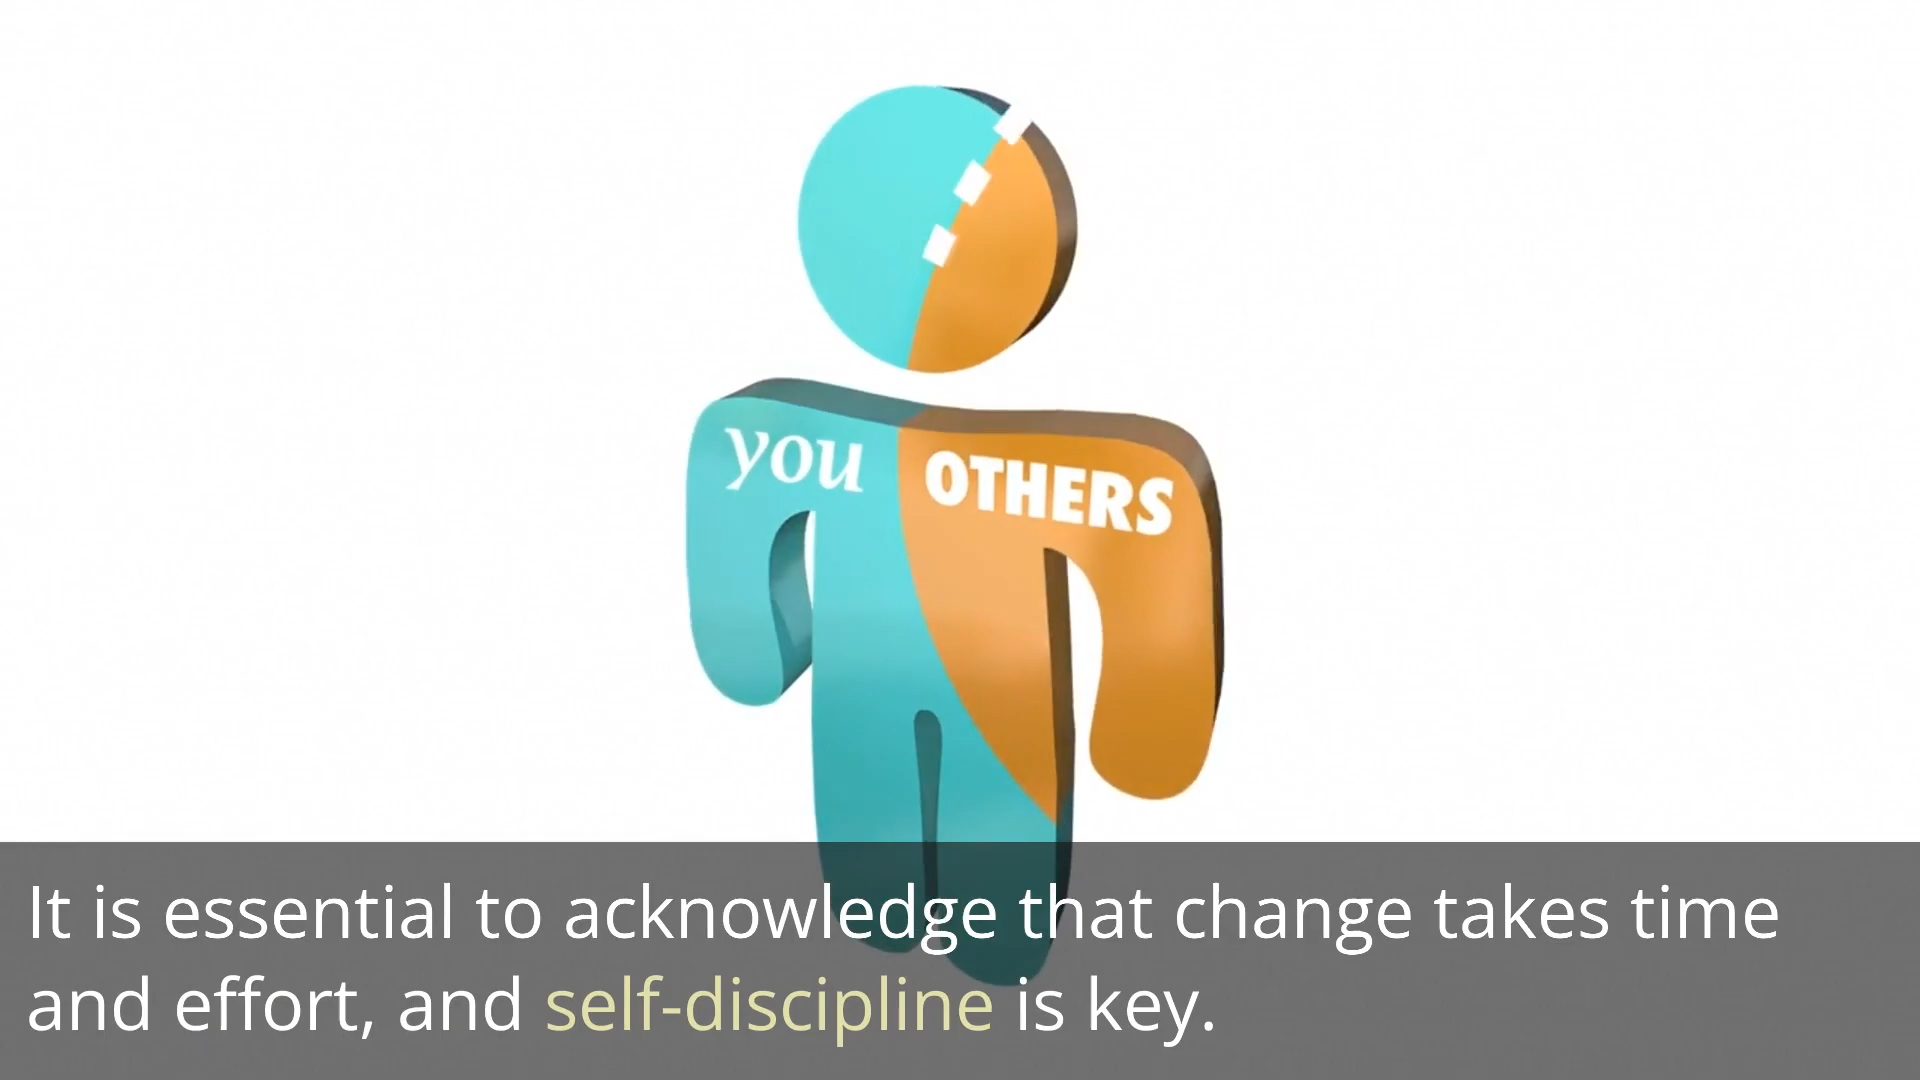 you OTHERS
It is essential to acknowledge that change takes time
and effort, and self-discipline is key.